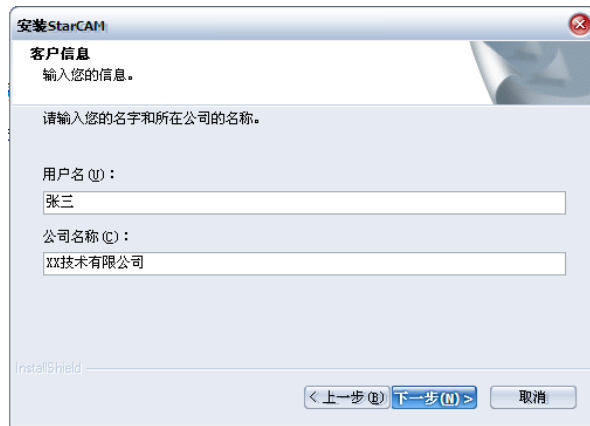 安装StarCAM
客户信息
输入您的信息。
请输入您的名字和所在公司的名称。
用户名(U)：
张三
公司名称(C)：
XX技术有限公司
InstallShield
< 上一步(B) 下一步(N) > 取消